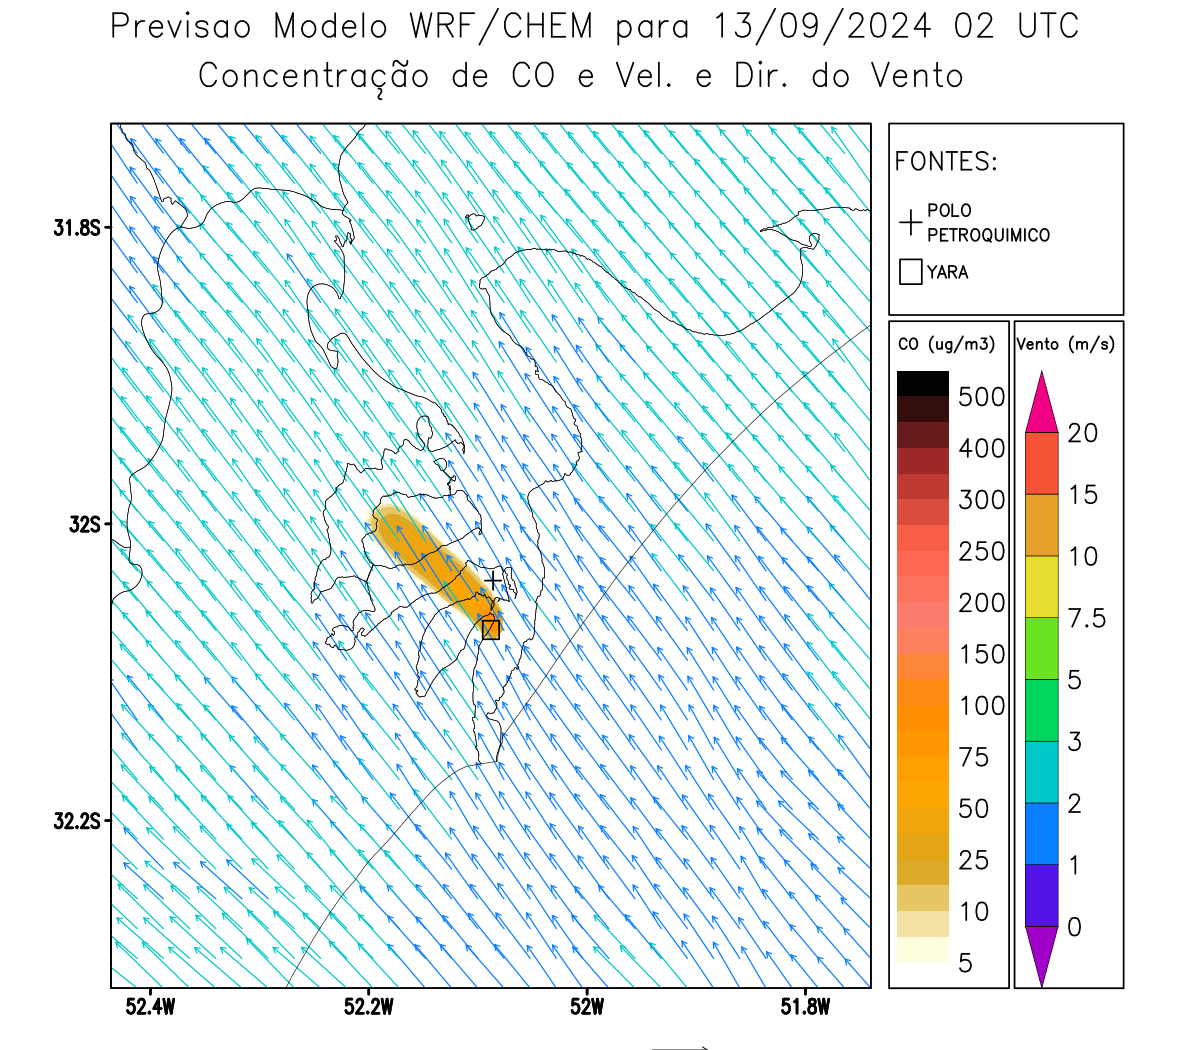 Previsao Modelo WRF/CHEM para 13/09/2024 02 UTC
Concentração de CO e Vel. e Dir. do Vento
FONTES:
POLO
PETROQUIMICO
YARA
CO (ug/m3)
500
400
300
250
200
150
100
75
50
25
10
5
Vento (m/s)
20
15
10
7.5
5
3
2
1
0
31.8S
32S
32.2S
52.4W
52.2W
52W
51.8W